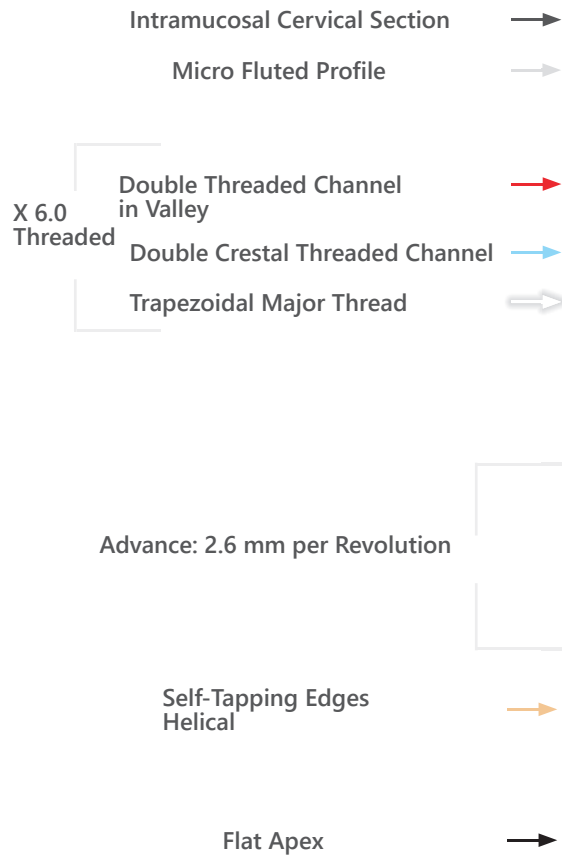 Intramucosal Cervical Section
Micro Fluted Profile
X 6.0
Threaded
Double Threaded Channel
in Valley
Double Crestal Threaded Channel
Trapezoidal Major Thread
Advance: 2.6 mm per Revolution
Self-Tapping Edges
Helical
Flat Apex